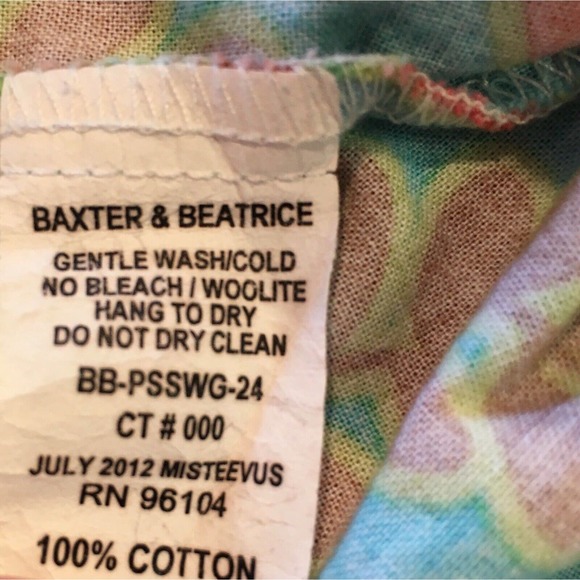 BAXTER & BEATRICE
GENTLE WASH/COLD
NO BLEACH / WOOLITE
HANG TO DRY
DO NOT DRY CLEAN
BB-PSSWG-24
CT # 000
JULY 2012 MISTEEVUS
RN 96104
100% COTTON